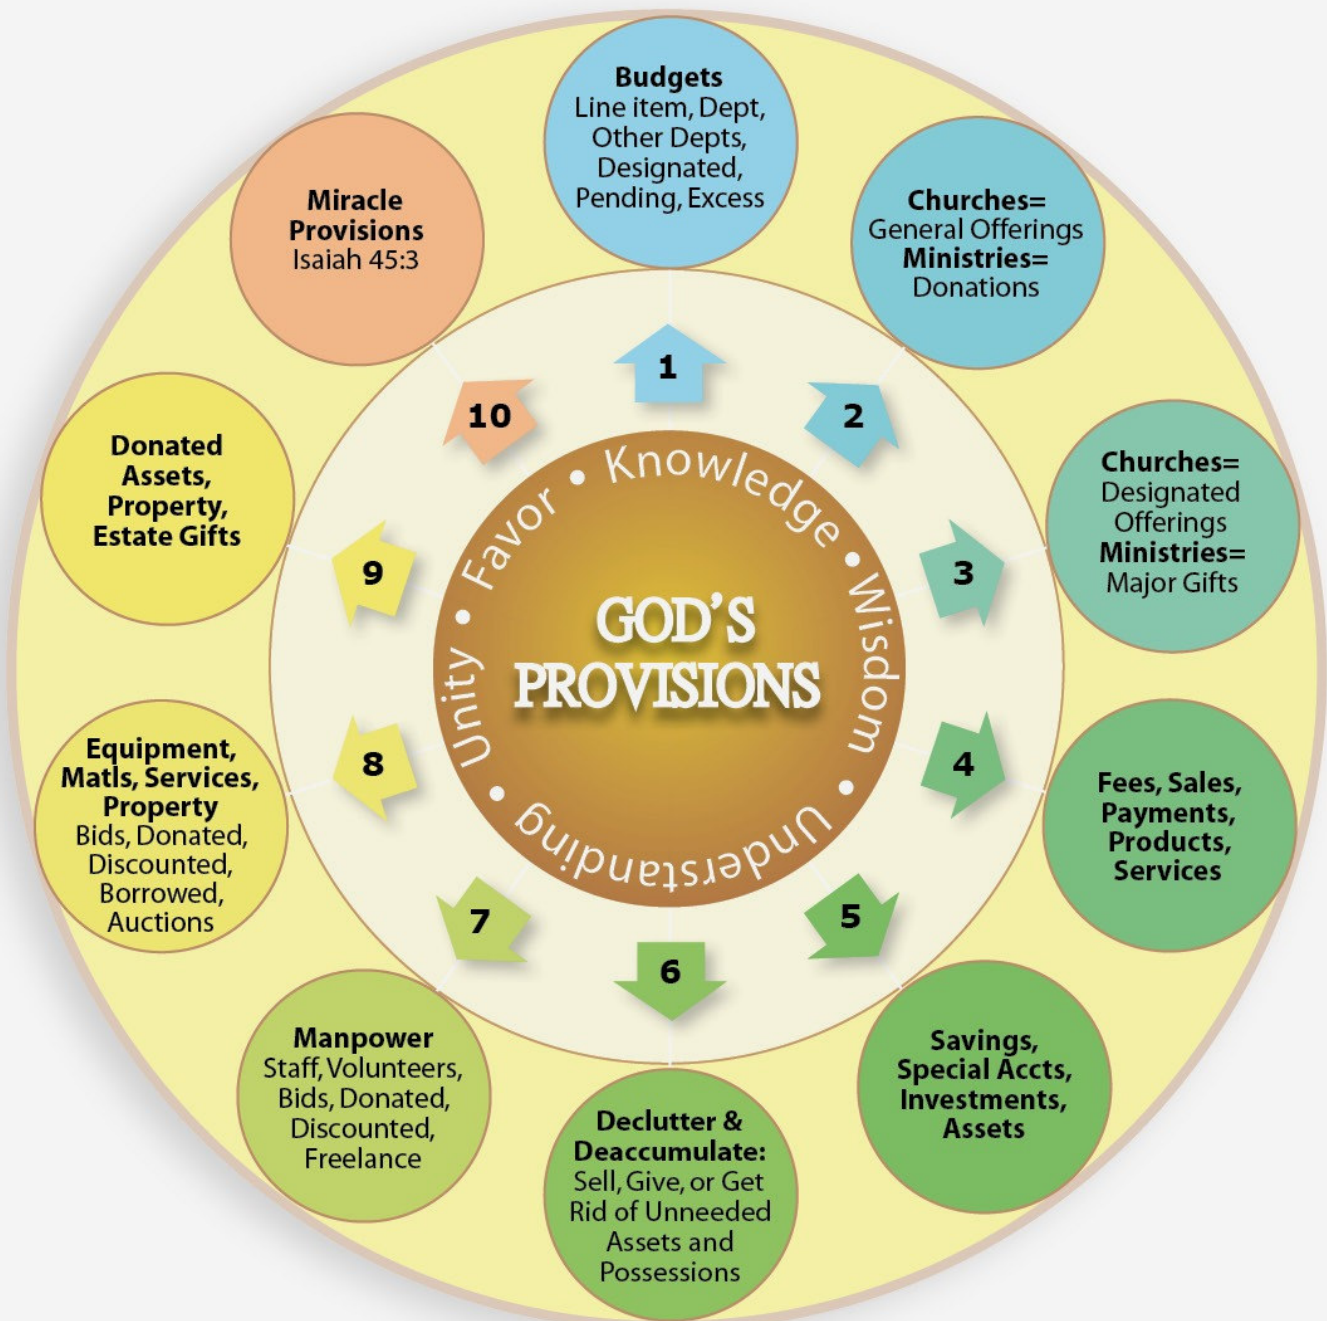 GOD'S
PROVISIONS
Knowledge • Wisdom • Understanding • Unity • Favor •
1
Budgets
Line item, Dept,
Other Depts,
Designated,
Pending, Excess
2
Churches=
General Offerings
Ministries=
Donations
3
Churches=
Designated
Offerings
Ministries=
Major Gifts
4
Fees, Sales,
Payments,
Products,
Services
5
Savings,
Special Accts,
Investments,
Assets
6
Declutter &
Deaccumulate:
Sell, Give, or Get
Rid of Unneeded
Assets and
Possessions
7
Manpower
Staff, Volunteers,
Bids, Donated,
Discounted,
Freelance
8
Equipment,
Matls, Services,
Property
Bids, Donated,
Discounted,
Borrowed,
Auctions
9
Donated
Assets,
Property,
Estate Gifts
10
Miracle
Provisions
Isaiah 45:3